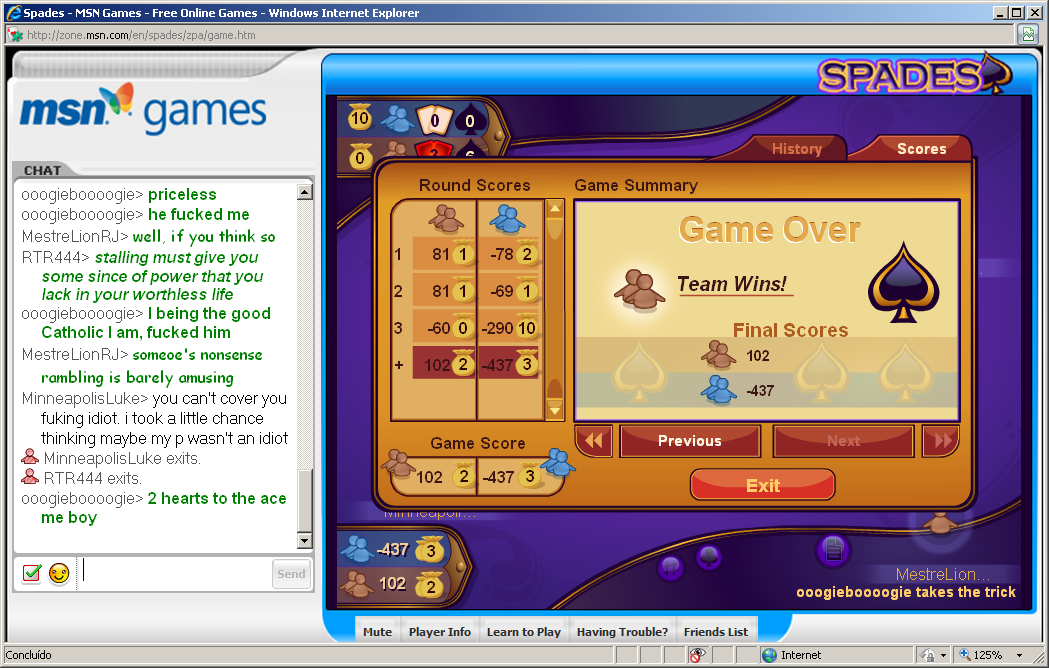 Spades - MSN Games - Free Online Games - Windows Internet Explorer
http://zone.msn.com/en/spades/zpa/game.htm
msn games
CHAT
ooogieboooogie> priceless
ooogieboooogie> he fucked me
MestreLionRJ> well, if you think so
RTR444> stalling must give you
some since of power that you
lack in your worthless life
ooogieboooogie> I being the good
Catholic I am, fucked him
MestreLionRJ> someoe's nonsense
rambling is barely amusing
MinneapolisLuke> you can't cover you
fuking idiot. i took a little chance
thinking maybe my p wasn't an idiot
MinneapolisLuke exits.
RTR444 exits.
ooogieboooogie> 2 hearts to the ace
me boy
Send
SPADES
10 0 0
0 2 6
History
Scores
Round Scores
1 81 1 -78 2
2 81 1 -69 1
3 -60 0 -290 10
+ 102 2 -437 3
Game Score
102 2 -437 3
Game Summary
Game Over
Team Wins!
Final Scores
102
-437
Previous
Next
Exit
Minneapoli...
-437 3
102 2
MestreLion...
ooogieboooogie takes the trick
Mute
Player Info
Learn to Play
Having Trouble?
Friends List
Concluído
Internet
125%